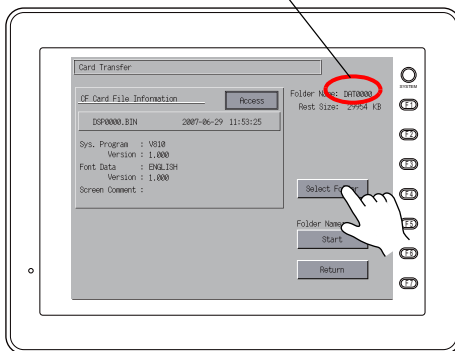 Card Transfer
CF Card File Information
Access
Folder Name: DAT0000
Rest Size: 29954 KB
DSP0000.BIN 2007-06-29 11:53:25
Sys. Program : V810
Version : 1.000
Font Data : ENGLISH
Version : 1.000
Screen Comment :
Select Fo
Folder Name
Start
Return
SYSTEM
F1
F2
F3
F4
F5
F6
F7